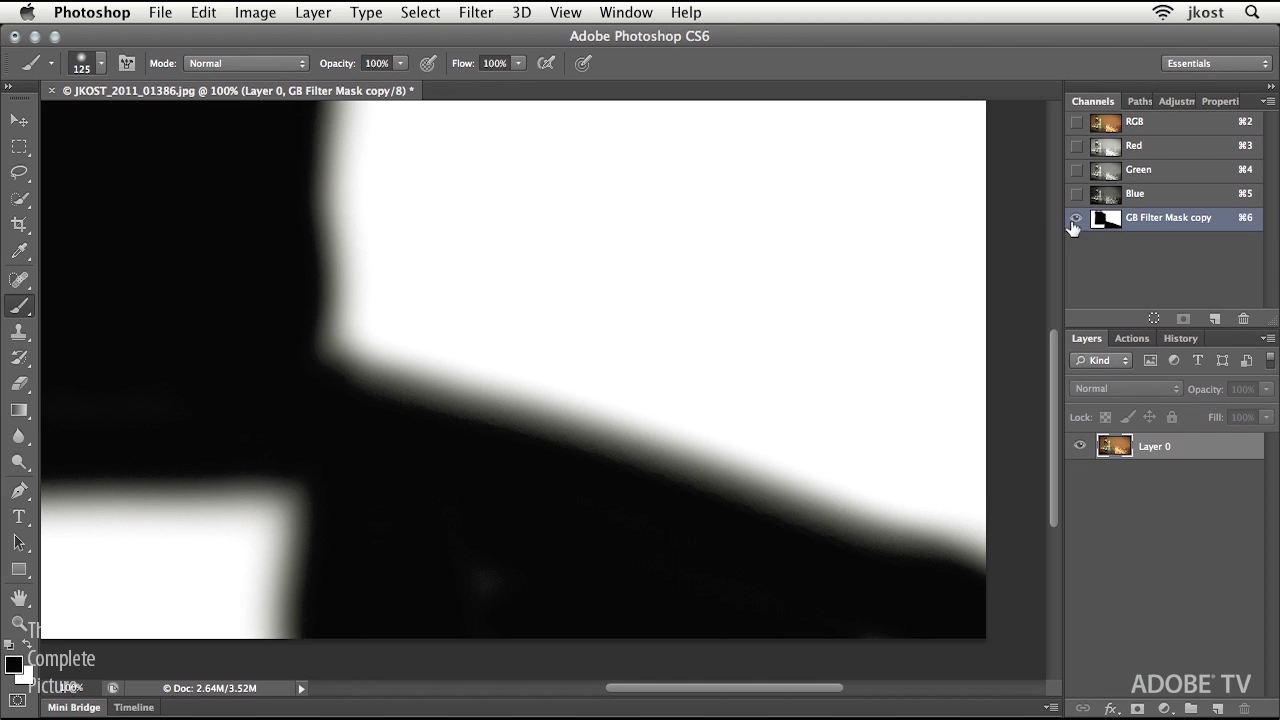 Photoshop File Edit Image Layer Type Select Filter 3D View Window Help jkost
Adobe Photoshop CS6
125 Mode: Normal Opacity: 100% Flow: 100% Essentials
× © JKOST_2011_01386.jpg @ 100% (Layer 0, GB Filter Mask copy/8) *
Channels Paths Adjustn Properti
RGB ⌘2
Red ⌘3
Green ⌘4
Blue ⌘5
GB Filter Mask copy ⌘6
Layers Actions History
Kind
Normal Opacity: 100%
Lock: Fill: 100%
Layer 0
Th
Complete
Picture
100% © Doc: 2.64M/3.52M
ADOBE® TV
Mini Bridge Timeline
fx